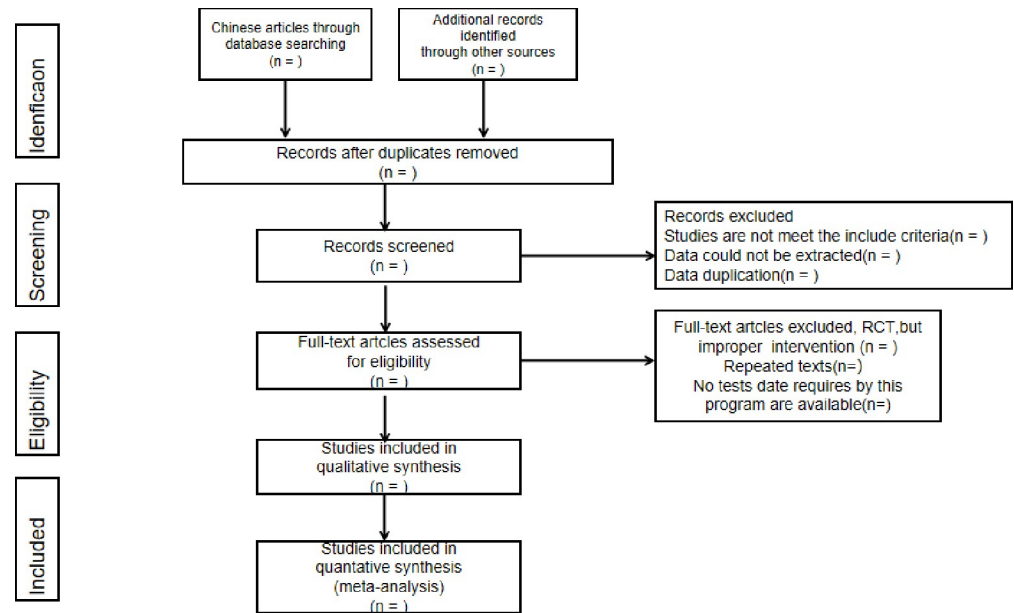 Idenficaon
Chinese articles through
database searching
(n = )
Additional records
identified
through other sources
(n = )
Records after duplicates removed
(n = )
Screening
Records screened
(n = )
Records excluded
Studies are not meet the include criteria(n = )
Data could not be extracted(n = )
Data duplication(n = )
Eligibility
Full-text artcles assessed
for eligibility
(n = )
Full-text artcles excluded, RCT,but
improper intervention (n = )
Repeated texts(n=)
No tests date requires by this
program are available(n=)
Studies included in
qualitative synthesis
(n = )
Included
Studies included in
quantative synthesis
(meta-analysis)
(n = )